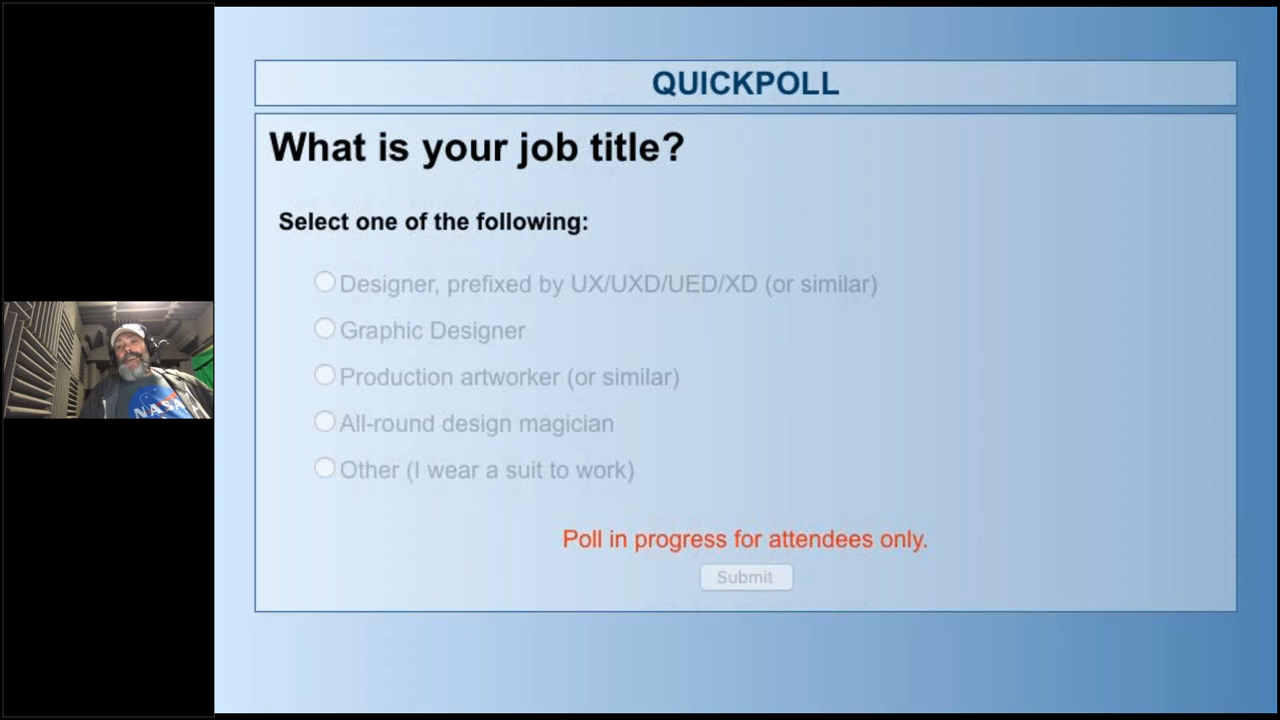 QUICKPOLL
What is your job title?
Select one of the following:
Designer, prefixed by UX/UXD/UED/XD (or similar)
Graphic Designer
Production artworker (or similar)
All-round design magician
Other (I wear a suit to work)
Poll in progress for attendees only.
Submit
NASA